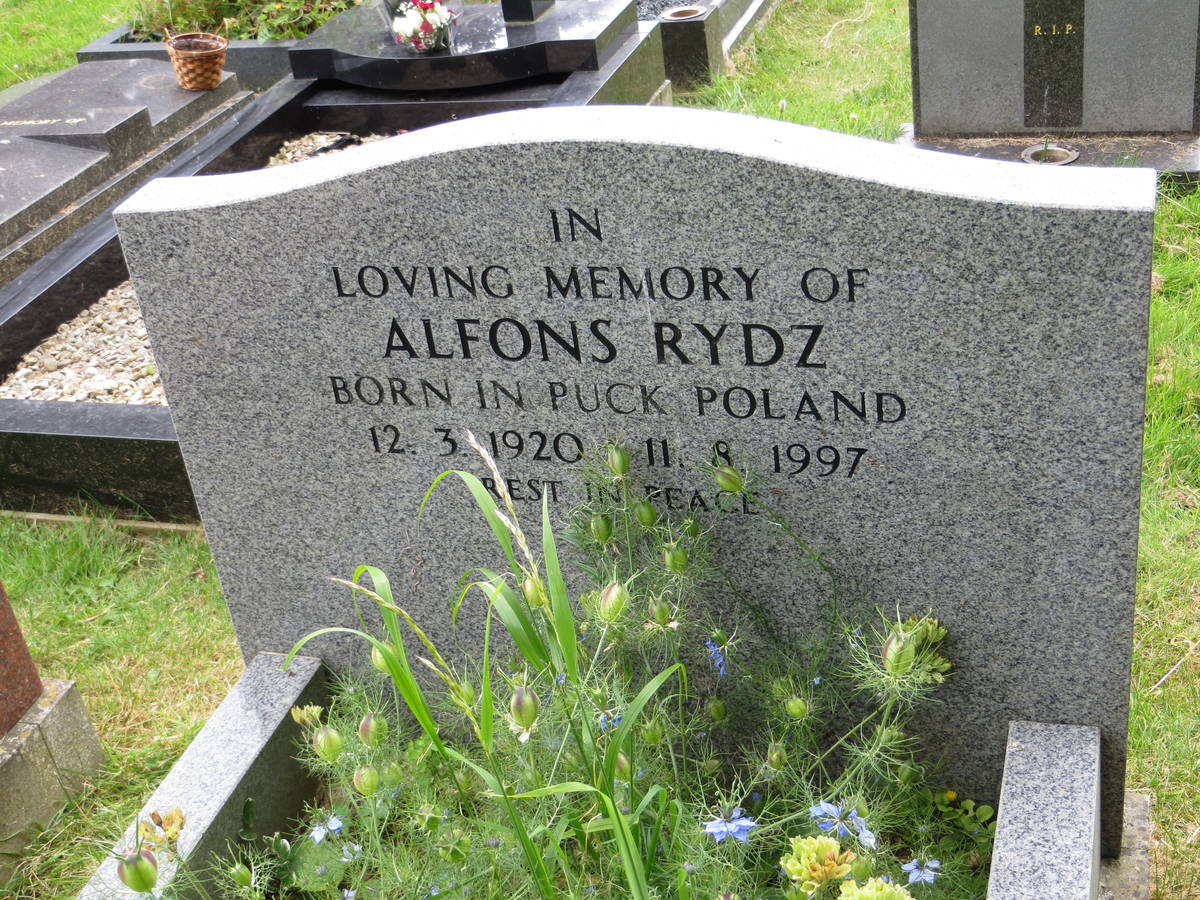 R.I.P.
IN
LOVING MEMORY OF
ALFONS RYDZ
BORN IN PUCK POLAND
12. 3. 1920 11. 8 1997
REST IN PEACE